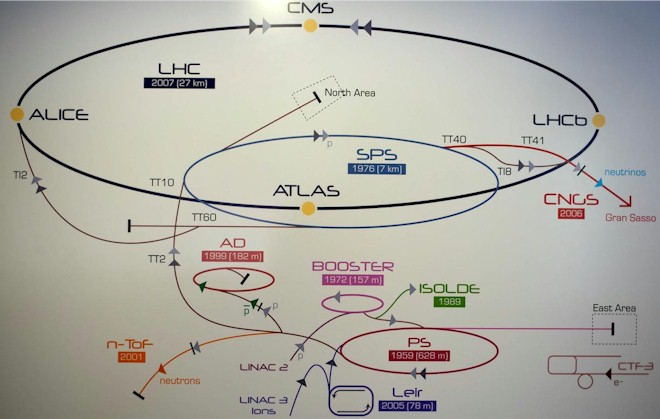 CMS
LHC
2007 (27 km)
North Area
ALICE
LHCb
p
TT40
TT41
SPS
1976 (7 km)
TI8
neutrinos
TI2
TT10
ATLAS
CNGS
2006
Gran Sasso
TT60
AD
1999 (182 m)
TT2
BOOSTER
1972 (157 m)
ISOLDE
1989
p
p
East Area
n-ToF
2001
PS
1959 (628 m)
p
LINAC 2
neutrons
CTF3
e-
LINAC 3
Ions
Leir
2005 (78 m)